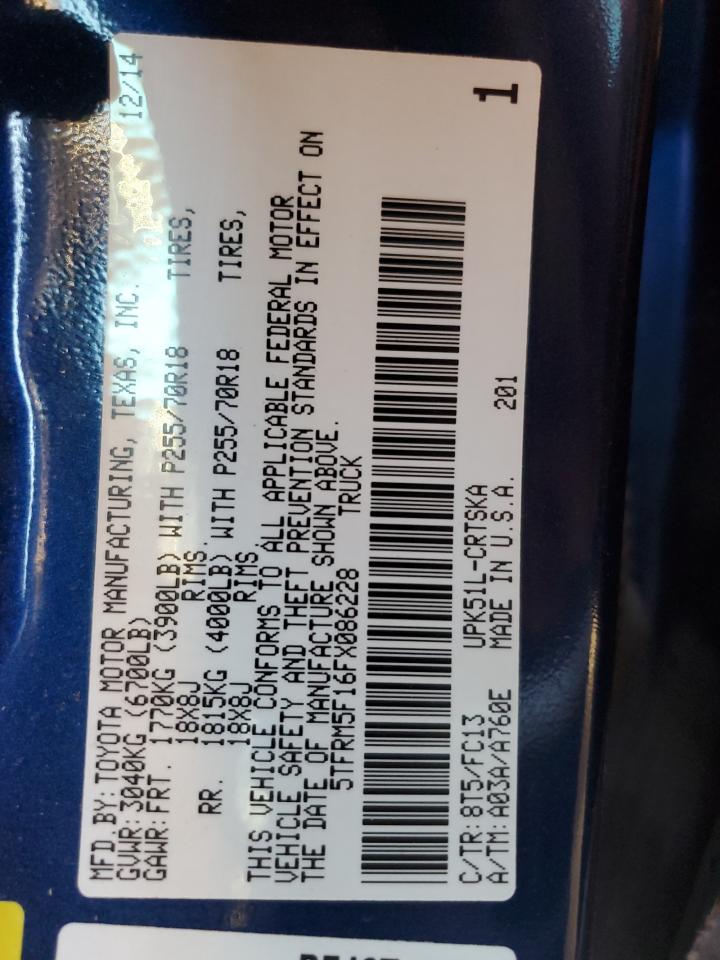 MFD.BY: TOYOTA MOTOR MANUFACTURING, TEXAS, INC. 12/14
GVWR: 3040KG (6700LB)
GAWR: FRT. 1770KG (3900LB) WITH P255/70R18 TIRES,
18X8J RIMS.
RR. 1815KG (4000LB) WITH P255/70R18 TIRES,
18X8J RIMS
THIS VEHICLE CONFORMS TO ALL APPLICABLE FEDERAL MOTOR
VEHICLE SAFETY AND THEFT PREVENTION STANDARDS IN EFFECT ON
THE DATE OF MANUFACTURE SHOWN ABOVE.
5TFRM5F16FX086228 TRUCK
1
C/TR: 8T5/FC13 UPK51L-CRTSKA
A/TM: A03A/A760E MADE IN U.S.A. 201